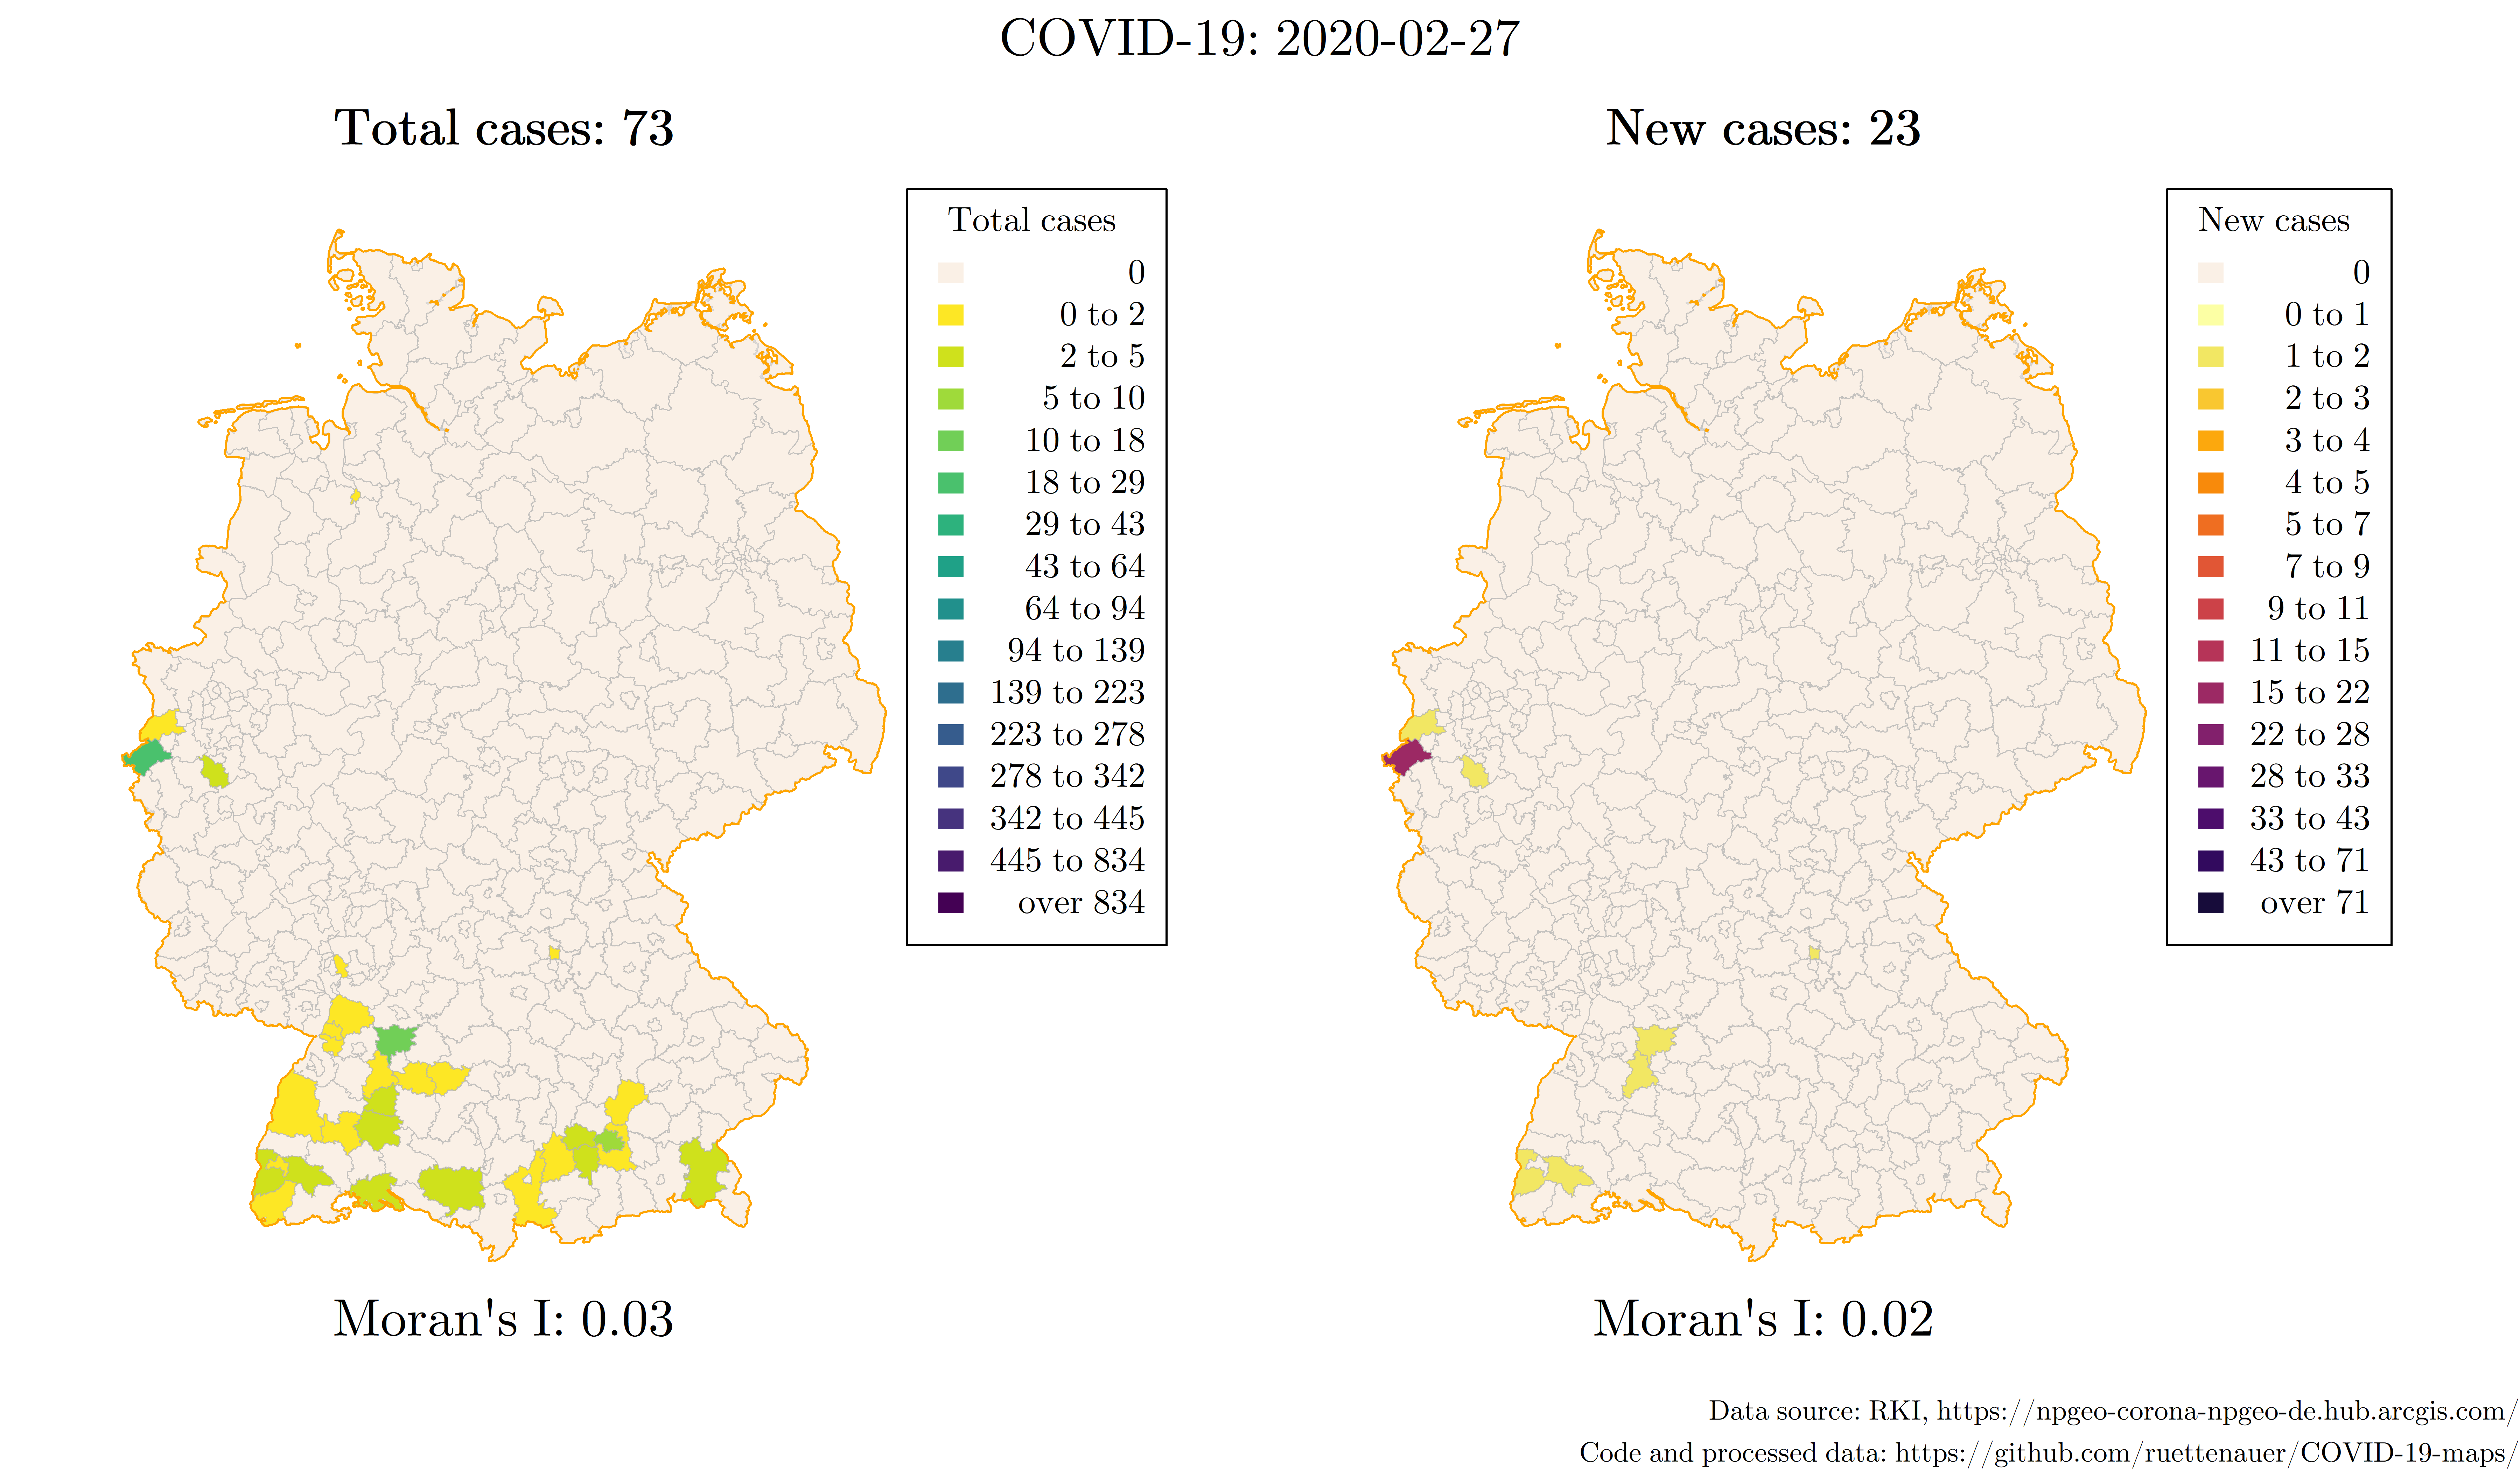 COVID-19: 2020-02-27
Total cases: 73
Total cases
0
0 to 2
2 to 5
5 to 10
10 to 18
18 to 29
29 to 43
43 to 64
64 to 94
94 to 139
139 to 223
223 to 278
278 to 342
342 to 445
445 to 834
over 834
Moran's I: 0.03
New cases: 23
New cases
0
0 to 1
1 to 2
2 to 3
3 to 4
4 to 5
5 to 7
7 to 9
9 to 11
11 to 15
15 to 22
22 to 28
28 to 33
33 to 43
43 to 71
over 71
Moran's I: 0.02
Data source: RKI, https://npgeo-corona-npgeo-de.hub.arcgis.com/
Code and processed data: https://github.com/ruettenauer/COVID-19-maps/